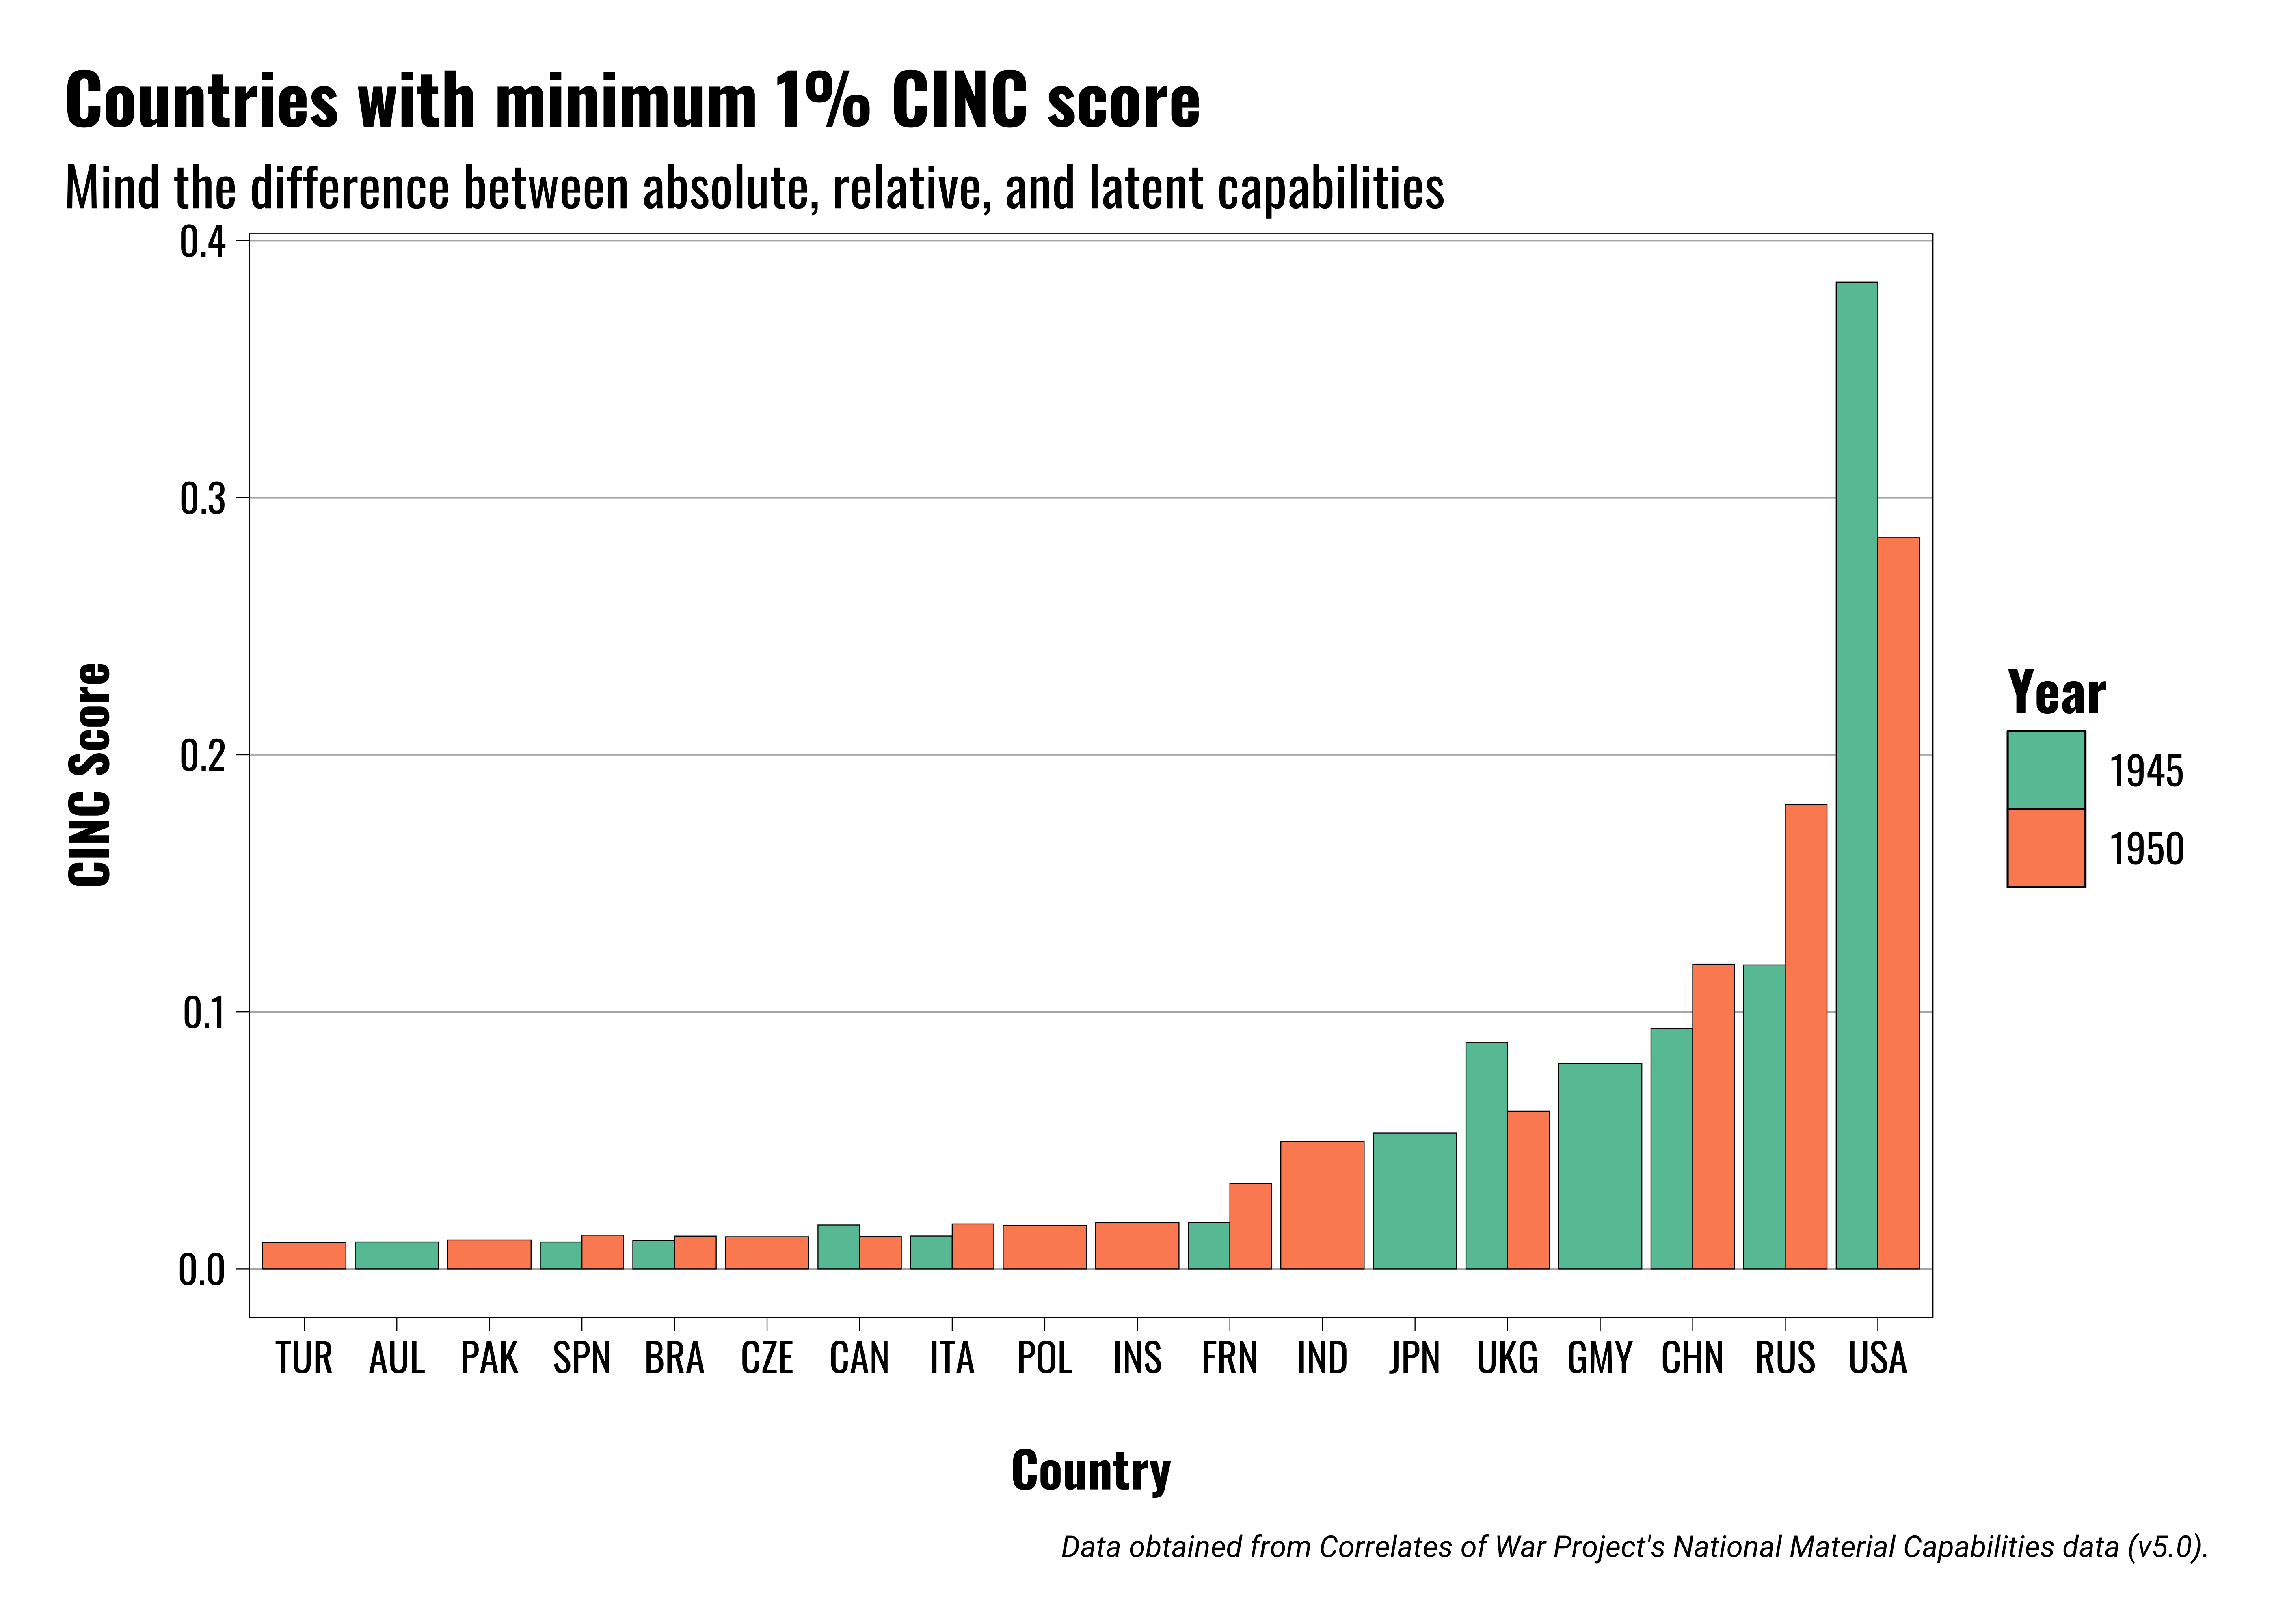 Countries with minimum 1% CINC score
Mind the difference between absolute, relative, and latent capabilities
0.4
0.3
0.2
0.1
0.0
CINC Score
TUR AUL PAK SPN BRA CZE CAN ITA POL INS FRN IND JPN UKG GMY CHN RUS USA
Country
Year
1945
1950
Data obtained from Correlates of War Project's National Material Capabilities data (v5.0).